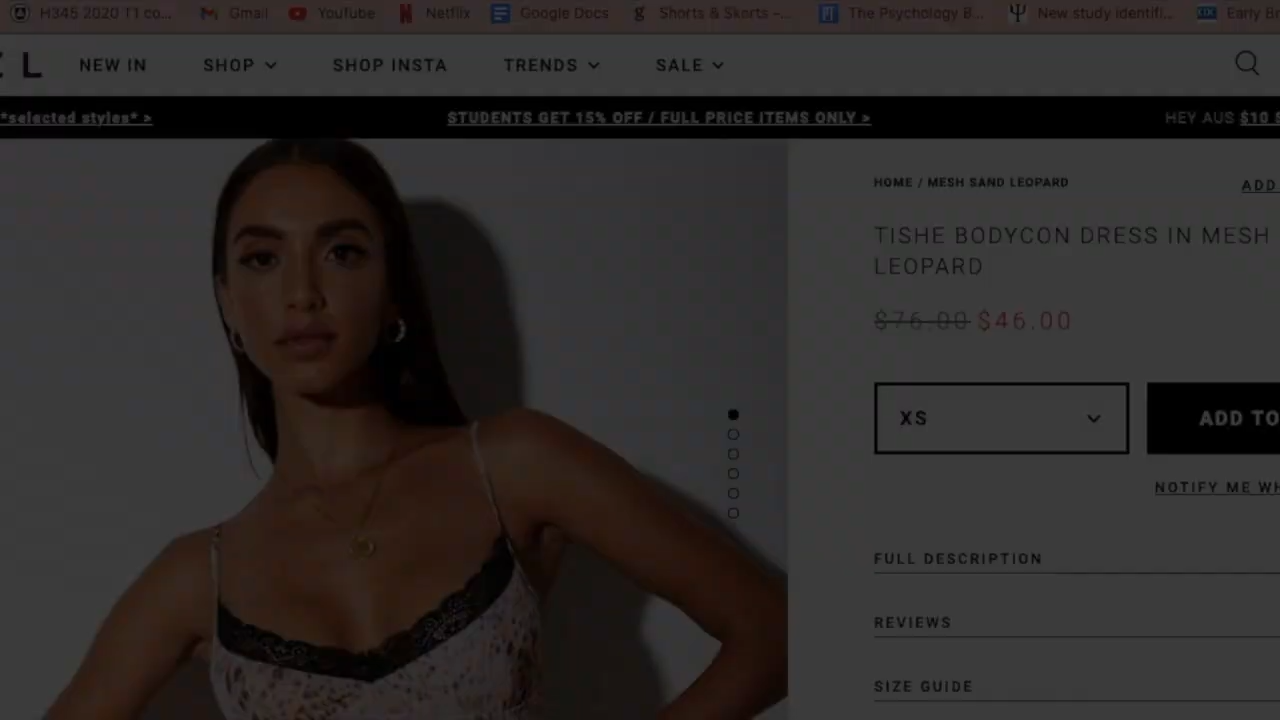 H345 2020 T1 co... Gmail YouTube Netflix Google Docs Shorts & Skorts –... The Psychology B... New study identifi... Early B
L NEW IN SHOP SHOP INSTA TRENDS SALE
*selected styles* > STUDENTS GET 15% OFF / FULL PRICE ITEMS ONLY > HEY AUS $10 S
HOME / MESH SAND LEOPARD
ADD
TISHE BODYCON DRESS IN MESH
LEOPARD
$76.00 $46.00
XS ADD TO
NOTIFY ME WH
FULL DESCRIPTION
REVIEWS
SIZE GUIDE